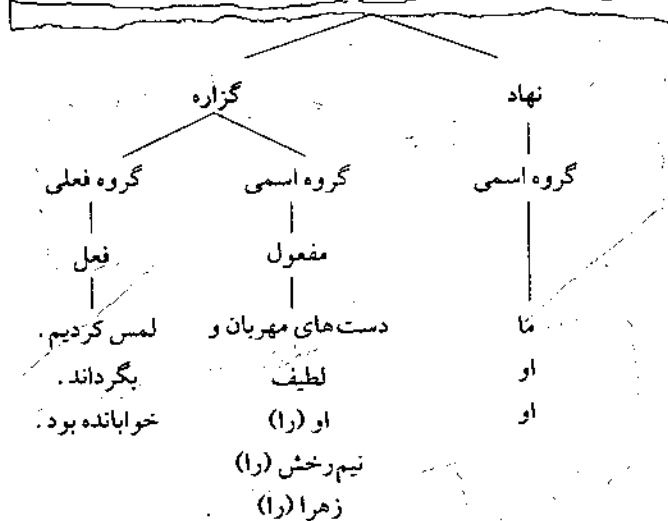 نهاد گزاره
گروه اسمی گروه اسمی گروه فعلی
مفعول فعل
ما دست‌های مهربان و لمس کردیم.
او لطیف بگرداند.
او او (را) خوابانده بود.
نیم‌رخش (را)
زهرا (را)